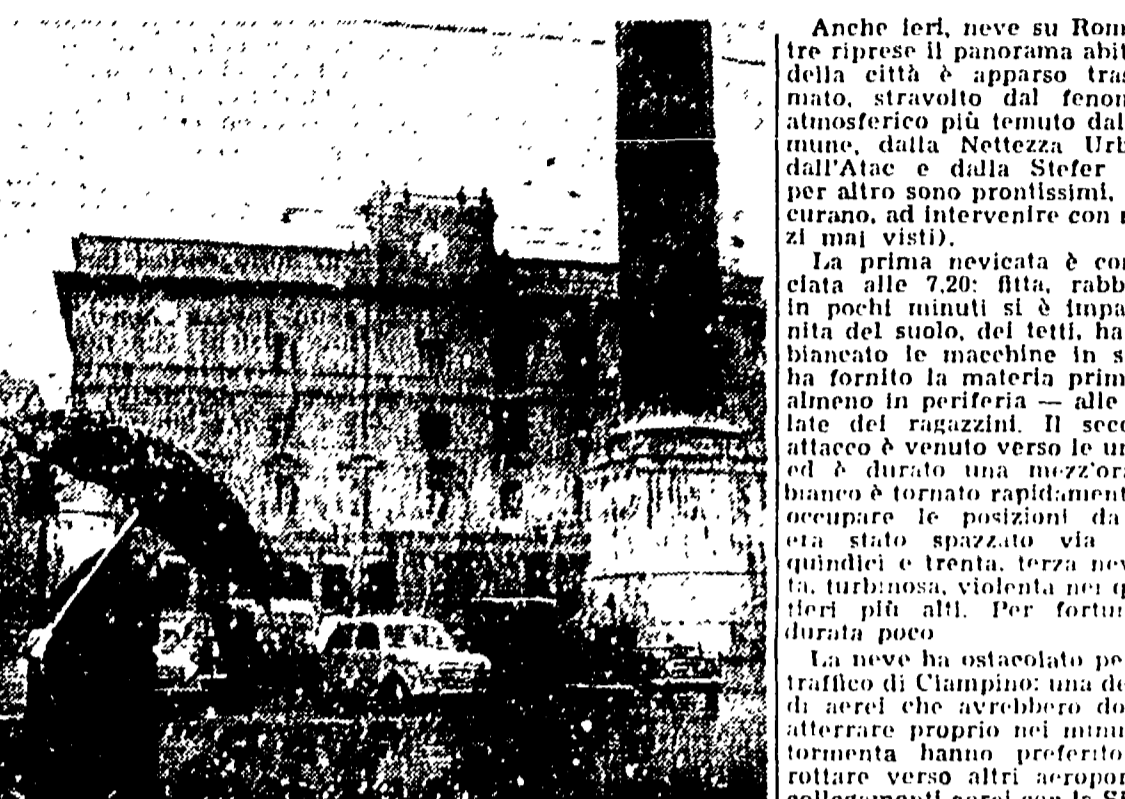 Anche ieri, neve su Rom
tre riprese il panorama abit
della città è apparso tras
mato, stravolto dal fenom
atmosferico più temuto dal
mune, dalla Nettezza Urb
dall'Atac e dalla Stefer
per altro sono prontissimi,
curano, ad intervenire con
zi mai visti).
La prima nevicata è co
ciata alle 7,20: fitta, rabb
in pochi minuti si è impa
nita del suolo, dei tetti, ha
biancato le macchine in s
ha fornito la materia prim
almeno in periferia — alle
late dei ragazzini. Il seco
attacco è venuto verso le un
ed è durato una mezz'ora
bianco è tornato rapidament
occupare le posizioni da
era stato spazzato via
quindici e trenta, terza nev
ta, turbinosa, violenta nei q
tieri più alti. Per fortun
durata poco
La neve ha ostacolato pe
traffico di Ciampino: una de
di aerei che avrebbero do
atterrare proprio nei minu
tormenta hanno preferito
rottare verso altri aeropor
collegamenti aerei con la